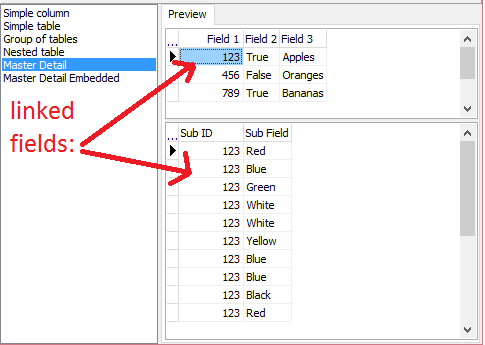 Simple column
Simple table
Group of tables
Nested table
Master Detail
Master Detail Embedded
linked
fields:
Preview
... Field 1 Field 2 Field 3
123 True Apples
456 False Oranges
789 True Bananas
... Sub ID Sub Field
123 Red
123 Blue
123 Green
123 White
123 White
123 Yellow
123 Blue
123 Blue
123 Black
123 Red